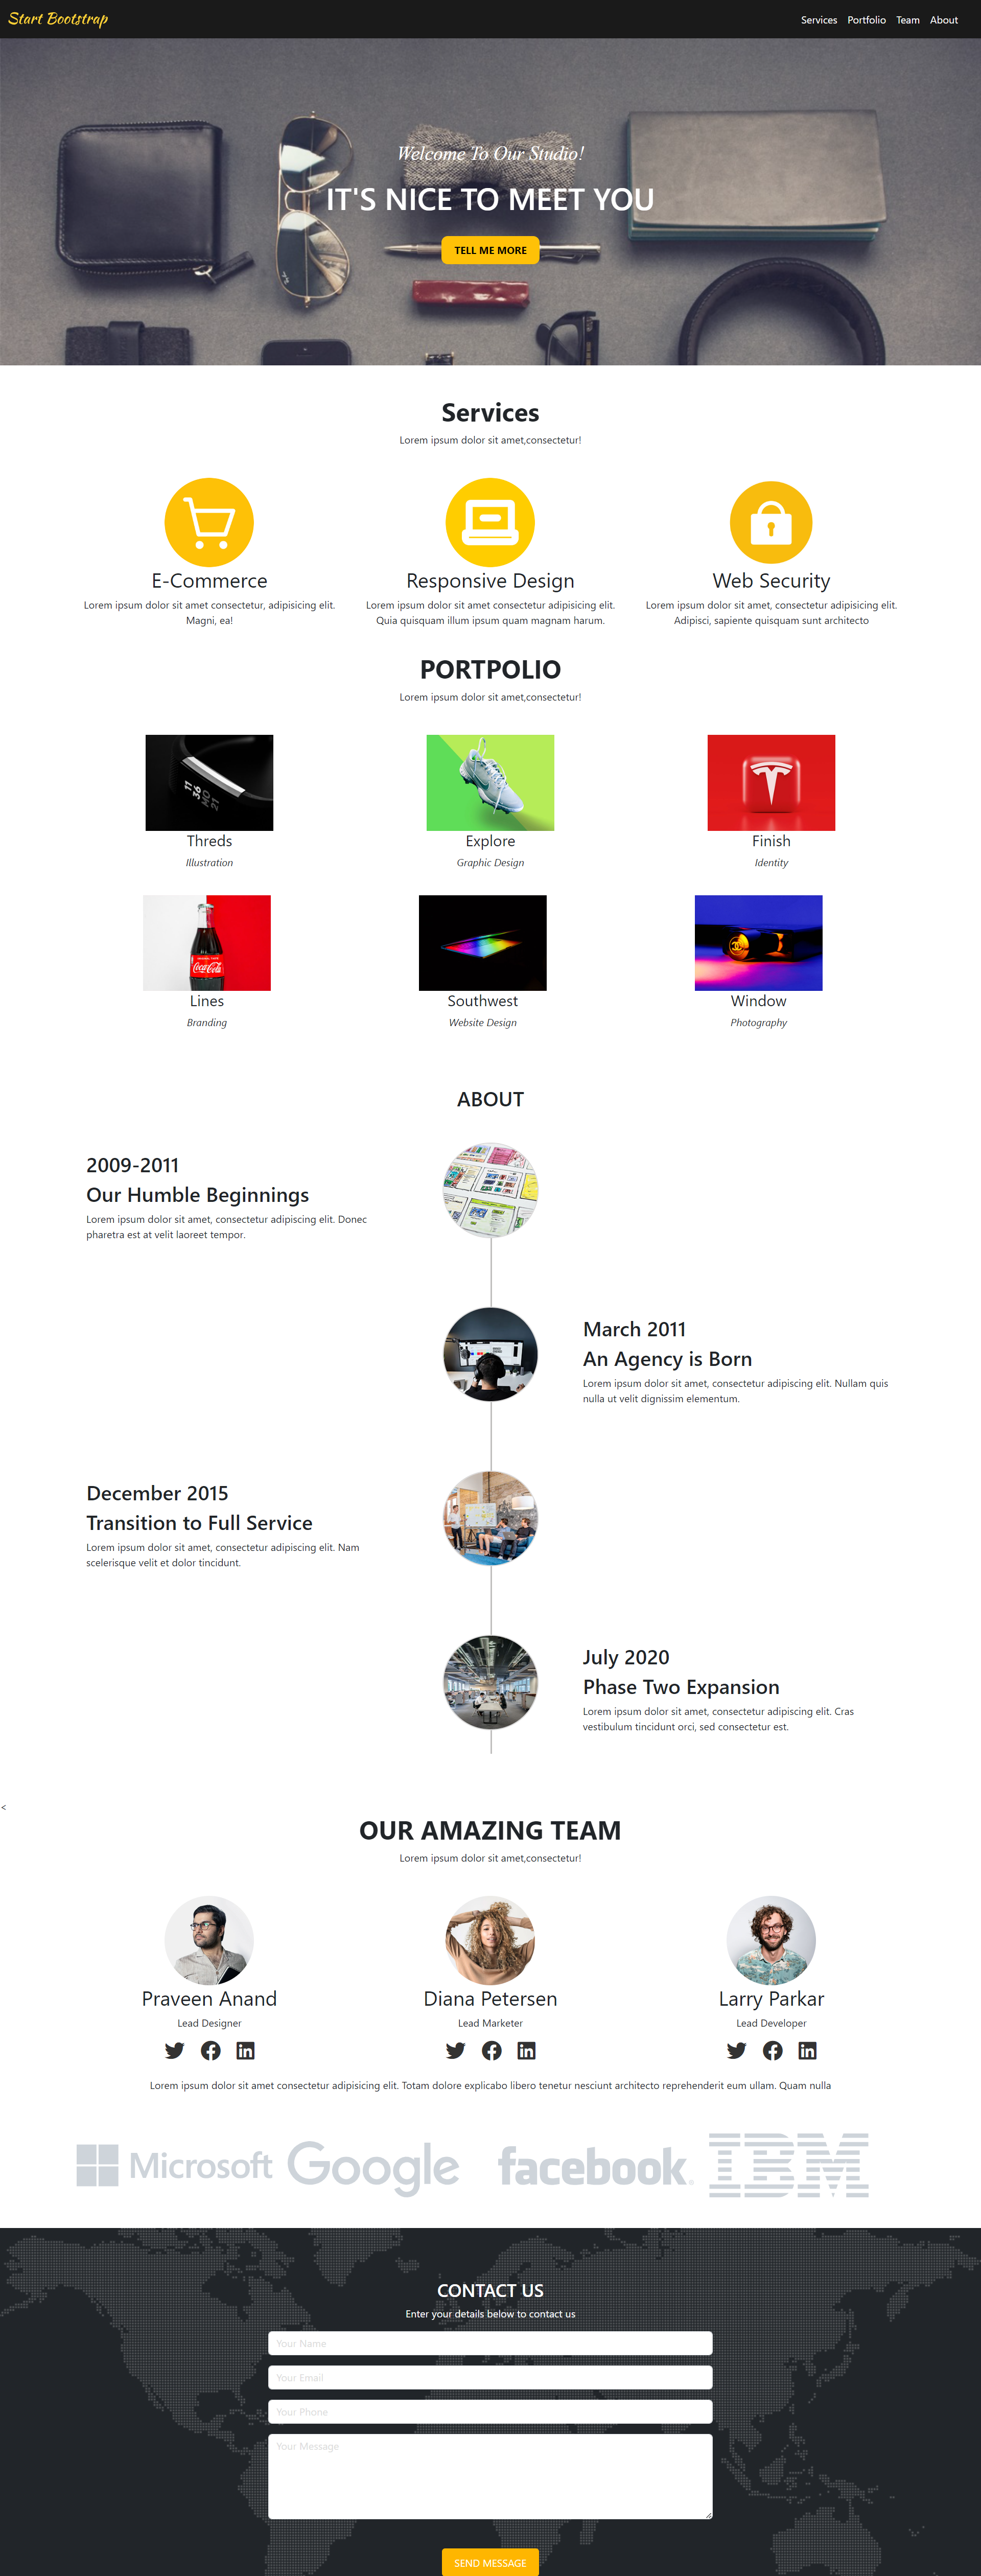 Start Bootstrap
Services Portfolio Team About
Welcome To Our Studio!
IT'S NICE TO MEET YOU
TELL ME MORE
Services
Lorem ipsum dolor sit amet,consectetur!
E-Commerce
Lorem ipsum dolor sit amet consectetur, adipisicing elit.
Magni, ea!
Responsive Design
Lorem ipsum dolor sit amet consectetur adipisicing elit.
Quia quisquam illum ipsum quam magnam harum.
Web Security
Lorem ipsum dolor sit amet, consectetur adipisicing elit.
Adipisci, sapiente quisquam sunt architecto
PORTPOLIO
Lorem ipsum dolor sit amet,consectetur!
Threds
Illustration
Explore
Graphic Design
Finish
Identity
Coca-Cola
Lines
Branding
Southwest
Website Design
Window
Photography
ABOUT
2009-2011
Our Humble Beginnings
Lorem ipsum dolor sit amet, consectetur adipiscing elit. Donec
pharetra est at velit laoreet tempor.
March 2011
An Agency is Born
Lorem ipsum dolor sit amet, consectetur adipiscing elit. Nullam quis
nulla ut velit dignissim elementum.
December 2015
Transition to Full Service
Lorem ipsum dolor sit amet, consectetur adipiscing elit. Nam
scelerisque velit et dolor tincidunt.
July 2020
Phase Two Expansion
Lorem ipsum dolor sit amet, consectetur adipiscing elit. Cras
vestibulum tincidunt orci, sed consectetur est.
<
OUR AMAZING TEAM
Lorem ipsum dolor sit amet,consectetur!
Praveen Anand
Lead Designer
Diana Petersen
Lead Marketer
Larry Parkar
Lead Developer
Lorem ipsum dolor sit amet consectetur adipisicing elit. Totam dolore explicabo libero tenetur nesciunt architecto reprehenderit eum ullam. Quam nulla
Microsoft Google facebook IBM
CONTACT US
Enter your details below to contact us
Your Name
Your Email
Your Phone
Your Message
SEND MESSAGE